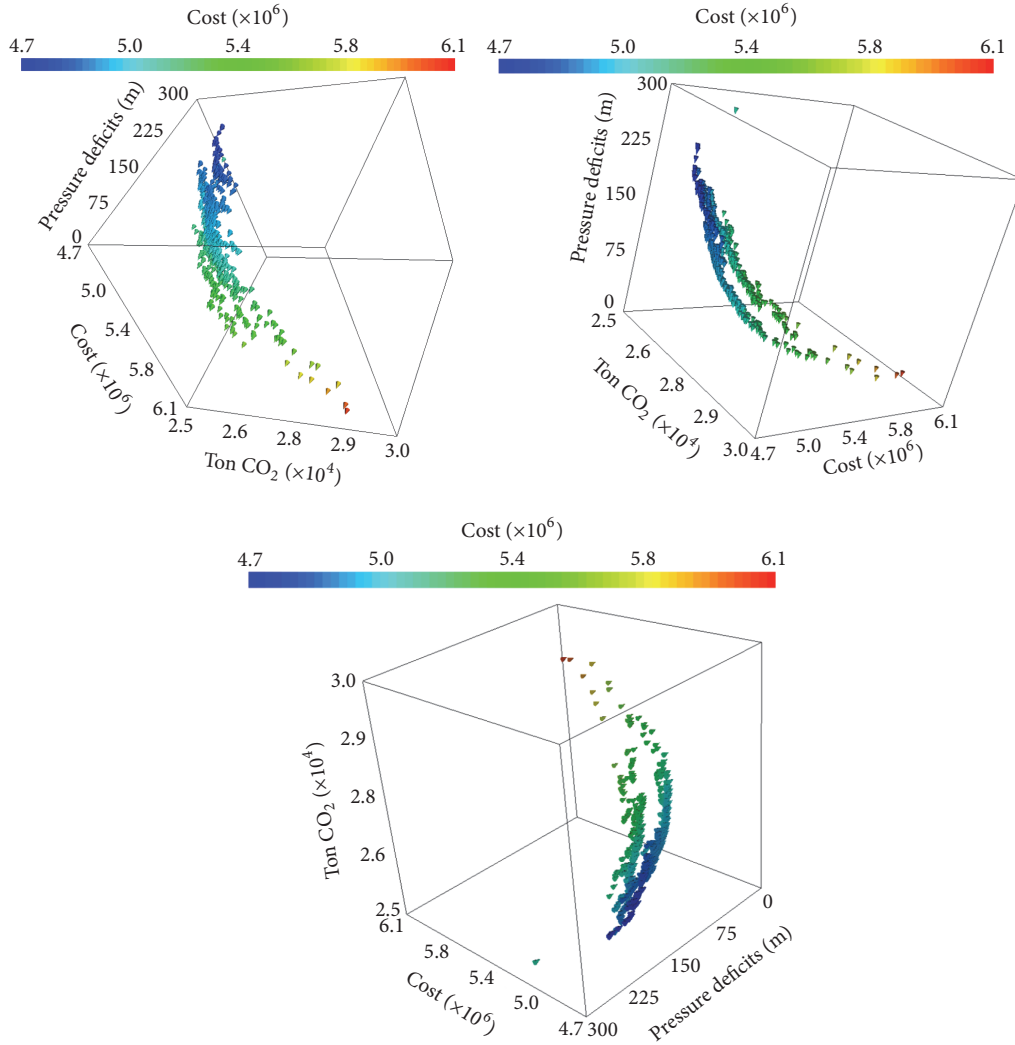 Cost (×10⁶)
4.7 5.0 5.4 5.8 6.1
300
225
150
75
0
Pressure deficits (m)
4.7
5.0
5.4
5.8
6.1
Cost (×10⁶)
2.5 2.6 2.8 2.9 3.0
Ton CO₂ (×10⁴)
Cost (×10⁶)
4.7 5.0 5.4 5.8 6.1
300
225
150
75
0
Pressure deficits (m)
2.5
2.6
2.8
2.9
3.0
Ton CO₂ (×10⁴)
4.7 5.0 5.4 5.8 6.1
Cost (×10⁶)
Cost (×10⁶)
4.7 5.0 5.4 5.8 6.1
3.0
2.9
2.8
2.6
2.5
Ton CO₂ (×10⁴)
6.1
5.8
5.4
5.0
4.7
Cost (×10⁶)
0
75
150
225
300
Pressure deficits (m)